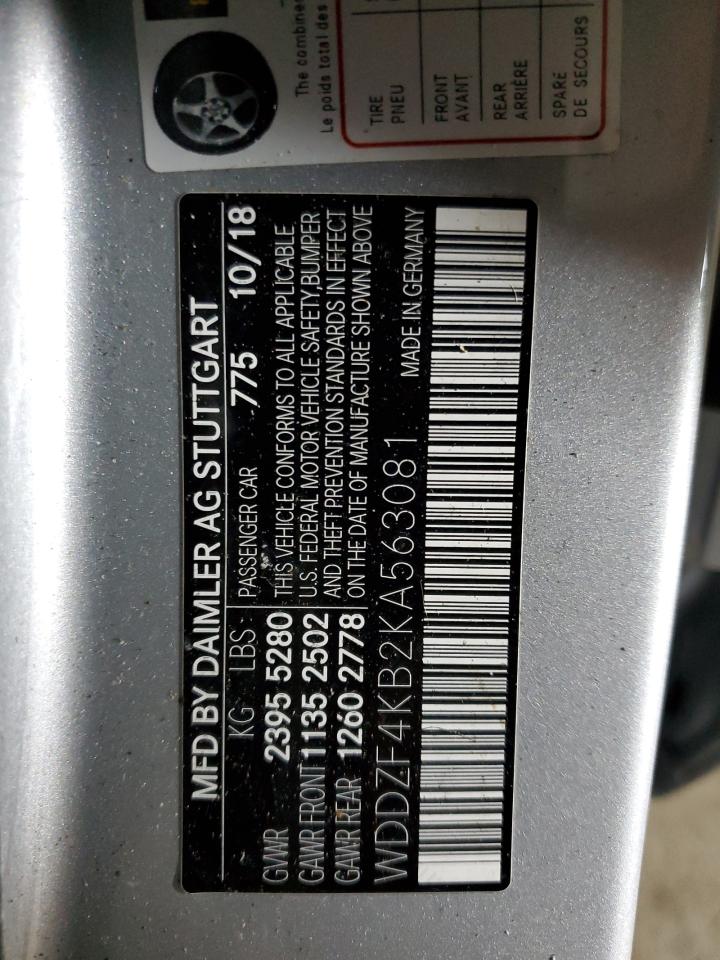 The combine
Le poids total des
TIRE
PNEU
FRONT
AVANT
REAR
ARRIÈRE
SPARE
DE SECOURS
MFD BY DAIMLER AG STUTTGART
KG LBS PASSENGER CAR 775 10/18
GVWR 2395 5280
GAWR FRONT 1135 2502
GAWR REAR 1260 2778
THIS VEHICLE CONFORMS TO ALL APPLICABLE
U.S. FEDERAL MOTOR VEHICLE SAFETY,BUMPER
AND THEFT PREVENTION STANDARDS IN EFFECT
ON THE DATE OF MANUFACTURE SHOWN ABOVE
WDDZF4KB2KA563081 MADE IN GERMANY